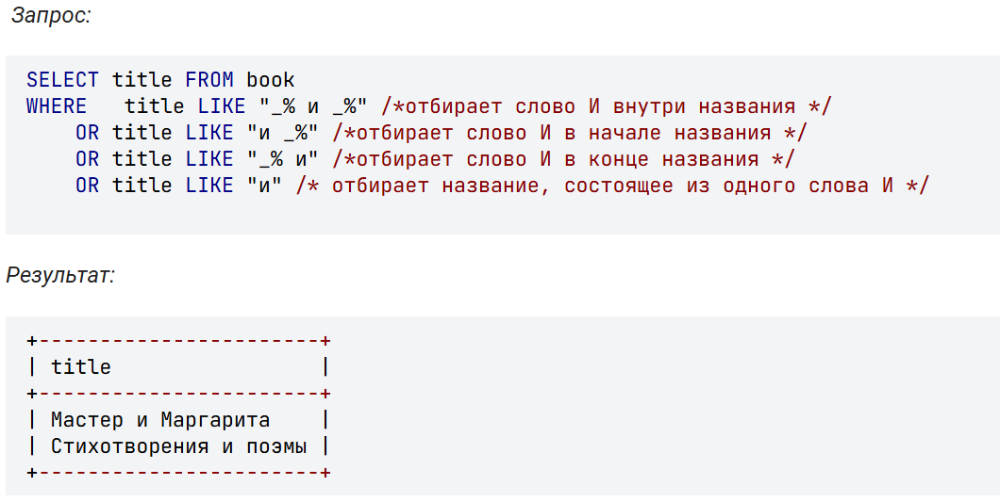 Запрос:
SELECT title FROM book
WHERE   title LIKE "_% и _%" /*отбирает слово И внутри названия */
    OR title LIKE "и _%" /*отбирает слово И в начале названия */
    OR title LIKE "_% и" /*отбирает слово И в конце названия */
    OR title LIKE "и" /* отбирает название, состоящее из одного слова И */
Результат:
+-----------------------+
| title                 |
+-----------------------+
| Мастер и Маргарита    |
| Стихотворения и поэмы |
+-----------------------+